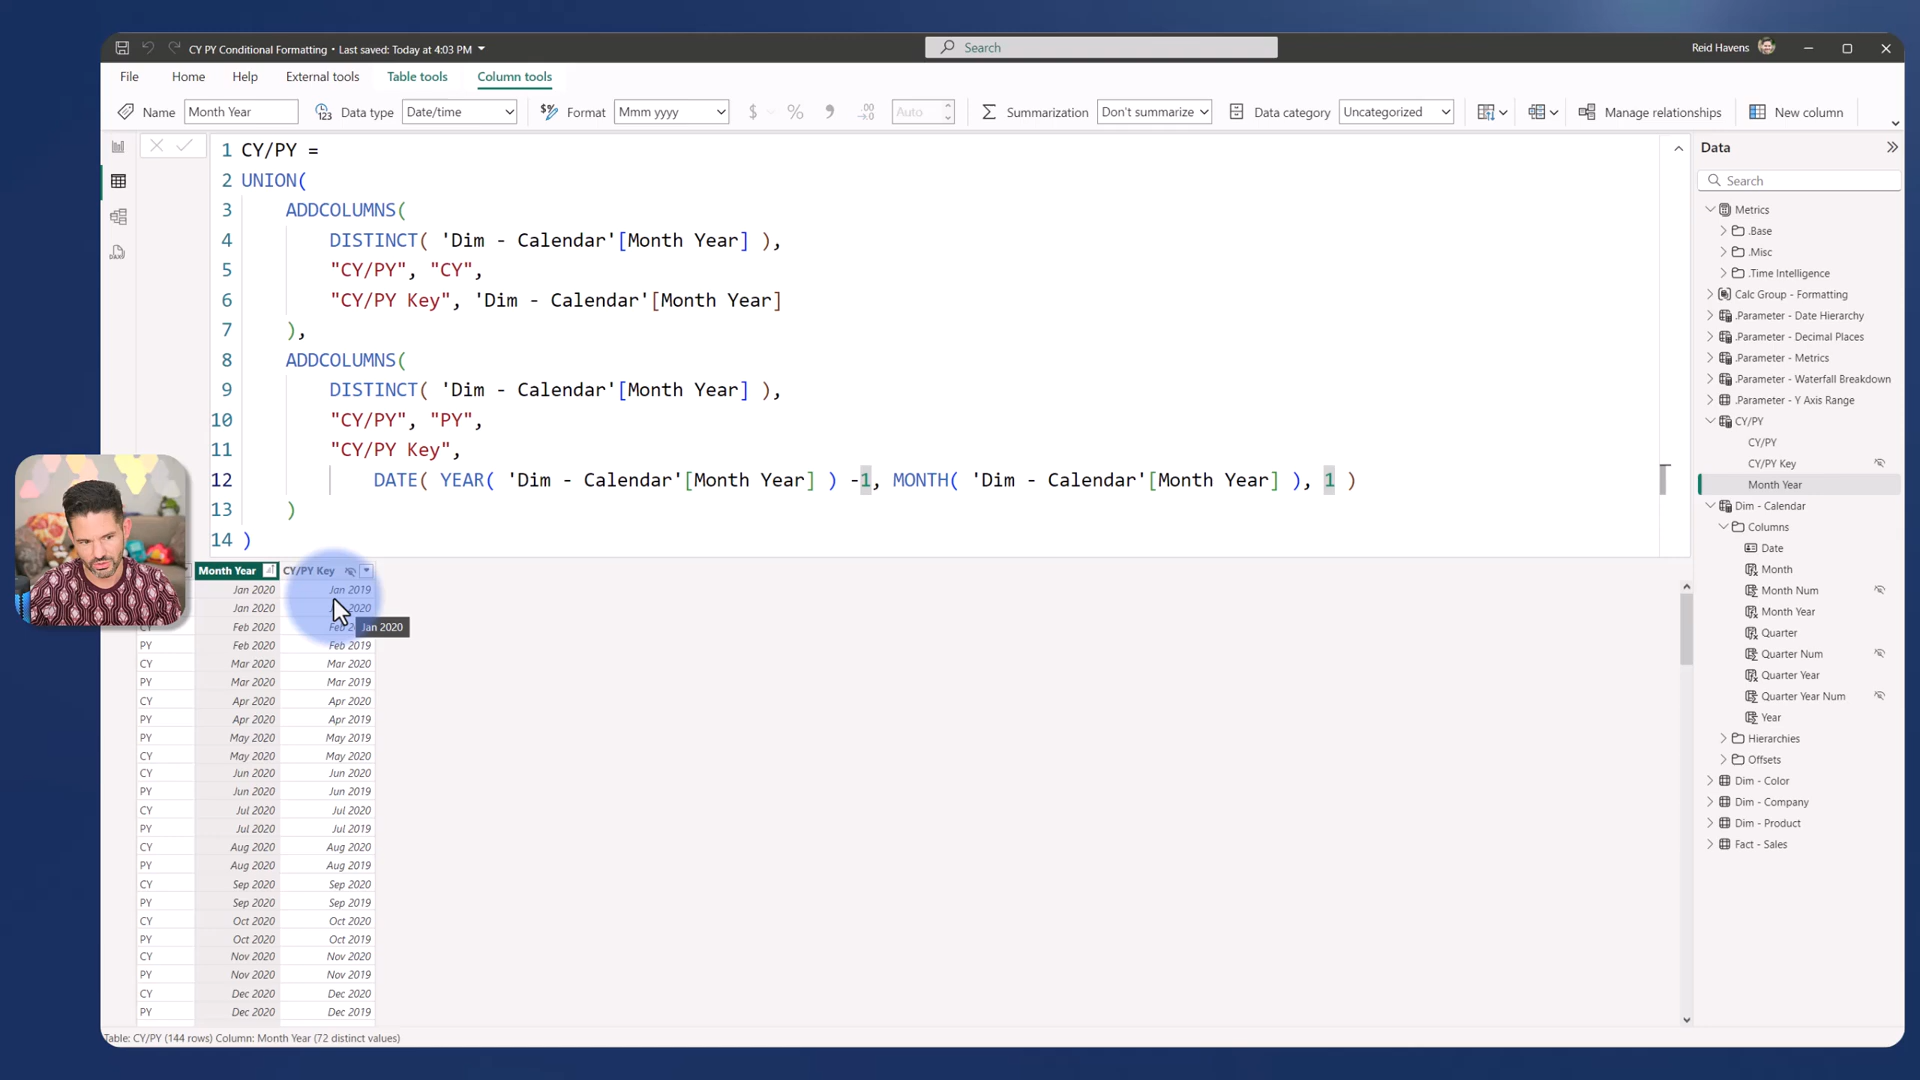 CY PY Conditional Formatting • Last saved: Today at 4:03 PM
Search
Reid Havens
File Home Help External tools Table tools Column tools
Name Month Year Data type Date/time Format Mmm yyyy $ % Auto Summarization Don't summarize Data category Uncategorized Manage relationships New column
1 CY/PY =
2 UNION(
3 ADDCOLUMNS(
4 DISTINCT( 'Dim - Calendar'[Month Year] ),
5 "CY/PY", "CY",
6 "CY/PY Key", 'Dim - Calendar'[Month Year]
7 ),
8 ADDCOLUMNS(
9 DISTINCT( 'Dim - Calendar'[Month Year] ),
10 "CY/PY", "PY",
11 "CY/PY Key",
12 DATE( YEAR( 'Dim - Calendar'[Month Year] ) -1, MONTH( 'Dim - Calendar'[Month Year] ), 1 )
13 )
14 )
Month Year CY/PY Key
Jan 2020 Jan 2019
Jan 2020
Jan 2020
CY Feb 2020
PY Feb 2020 Feb 2019
CY Mar 2020 Mar 2020
PY Mar 2020 Mar 2019
CY Apr 2020 Apr 2020
PY Apr 2020 Apr 2019
PY May 2020 May 2019
CY May 2020 May 2020
CY Jun 2020 Jun 2020
PY Jun 2020 Jun 2019
CY Jul 2020 Jul 2020
PY Jul 2020 Jul 2019
CY Aug 2020 Aug 2020
PY Aug 2020 Aug 2019
CY Sep 2020 Sep 2020
PY Sep 2020 Sep 2019
CY Oct 2020 Oct 2020
PY Oct 2020 Oct 2019
CY Nov 2020 Nov 2020
PY Nov 2020 Nov 2019
CY Dec 2020 Dec 2020
PY Dec 2020 Dec 2019
Table: CY/PY (144 rows) Column: Month Year (72 distinct values)
Data
Search
Metrics
.Base
.Misc
.Time Intelligence
Calc Group - Formatting
.Parameter - Date Hierarchy
.Parameter - Decimal Places
.Parameter - Metrics
.Parameter - Waterfall Breakdown
.Parameter - Y Axis Range
CY/PY
CY/PY
CY/PY Key
Month Year
Dim - Calendar
Columns
Date
Month
Month Num
Month Year
Quarter
Quarter Num
Quarter Year
Quarter Year Num
Year
Hierarchies
Offsets
Dim - Color
Dim - Company
Dim - Product
Fact - Sales